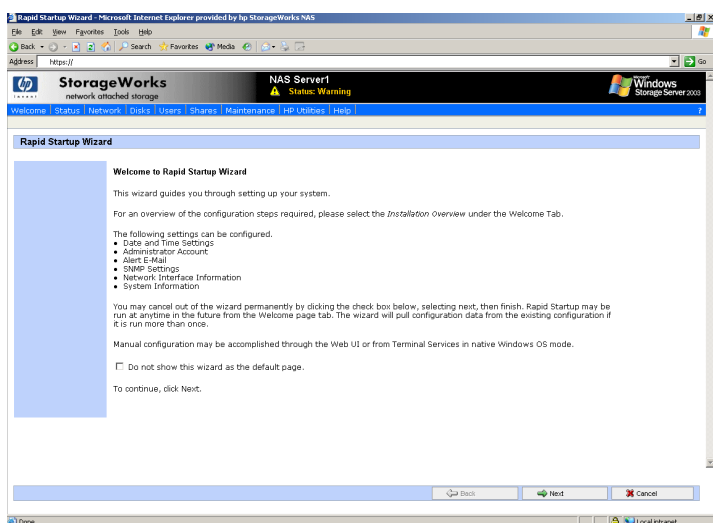 Rapid Startup Wizard - Microsoft Internet Explorer provided by hp StorageWorks NAS
File Edit View Favorites Tools Help
Back Search Favorites Media
Address https:// Go
hp
invent
StorageWorks
network attached storage
NAS Server1
Status: Warning
Microsoft
Windows
Storage Server 2003
Welcome Status Network Disks Users Shares Maintenance HP Utilities Help ?
Rapid Startup Wizard
Welcome to Rapid Startup Wizard
This wizard guides you through setting up your system.
For an overview of the configuration steps required, please select the Installation Overview under the Welcome Tab.
The following settings can be configured.
• Date and Time Settings
• Administrator Account
• Alert E-Mail
• SNMP Settings
• Network Interface Information
• System Information
You may cancel out of the wizard permanently by clicking the check box below, selecting next, then finish. Rapid Startup may be
run at anytime in the future from the Welcome page tab. The wizard will pull configuration data from the existing configuration if
it is run more than once.
Manual configuration may be accomplished through the Web UI or from Terminal Services in native Windows OS mode.
Do not show this wizard as the default page.
To continue, click Next.
Back Next Cancel
Done Local intranet